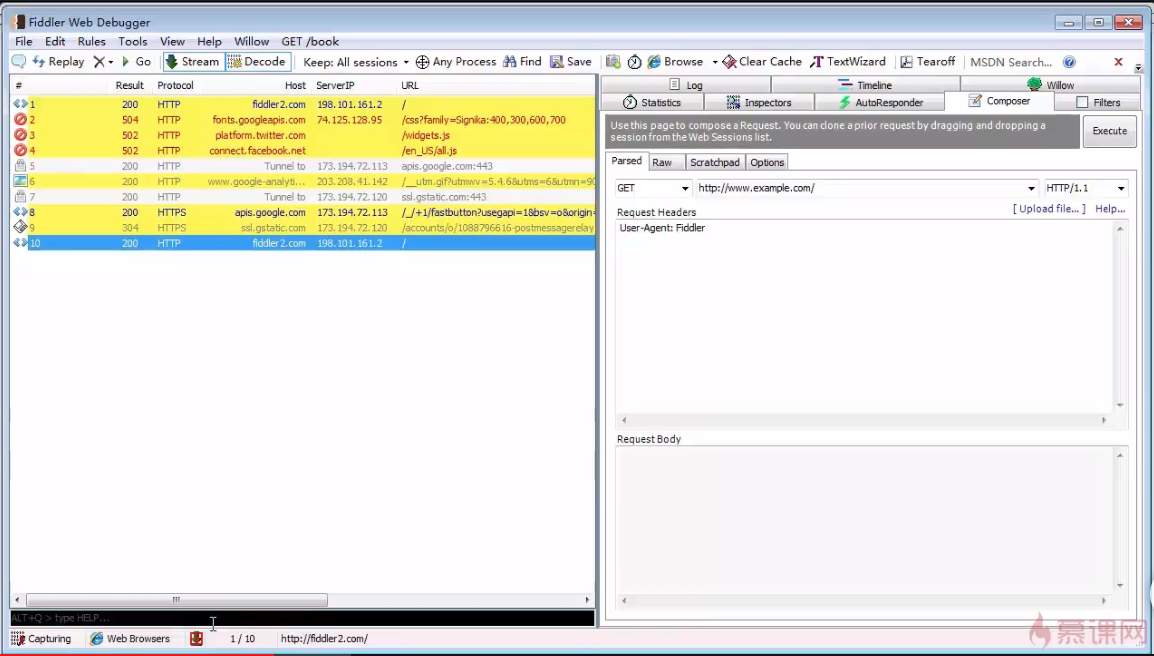 Fiddler Web Debugger
File Edit Rules Tools View Help Willow GET /book
Replay Go Stream Decode Keep: All sessions Any Process Find Save Browse Clear Cache TextWizard Tearoff MSDN Search...
# Result Protocol Host ServerIP URL
1 200 HTTP fiddler2.com 198.101.161.2 /
2 504 HTTP fonts.googleapis.com 74.125.128.95 /css?family=Signika:400,300,600,700
3 502 HTTP platform.twitter.com /widgets.js
4 502 HTTP connect.facebook.net /en_US/all.js
5 200 HTTP Tunnel to 173.194.72.113 apis.google.com:443
6 200 HTTP www.google-analyti... 203.208.41.142 /__utm.gif?utmwv=5.4.6&utms=6&utmn=90
7 200 HTTP Tunnel to 173.194.72.120 ssl.gstatic.com:443
8 200 HTTPS apis.google.com 173.194.72.113 /_/+1/fastbutton?usegapi=1&bsv=o&origin=
9 304 HTTPS ssl.gstatic.com 173.194.72.120 /accounts/o/1088796616-postmessagerelay
10 200 HTTP fiddler2.com 198.101.161.2 /
ALT+Q > type HELP...
Capturing Web Browsers 1 / 10 http://fiddler2.com/
Log Timeline Willow
Statistics Inspectors AutoResponder Composer Filters
Use this page to compose a Request. You can clone a prior request by dragging and dropping a
session from the Web Sessions list.
Execute
Parsed Raw Scratchpad Options
GET http://www.example.com/ HTTP/1.1
Request Headers [ Upload file... ] Help...
User-Agent: Fiddler
Request Body
慕课网